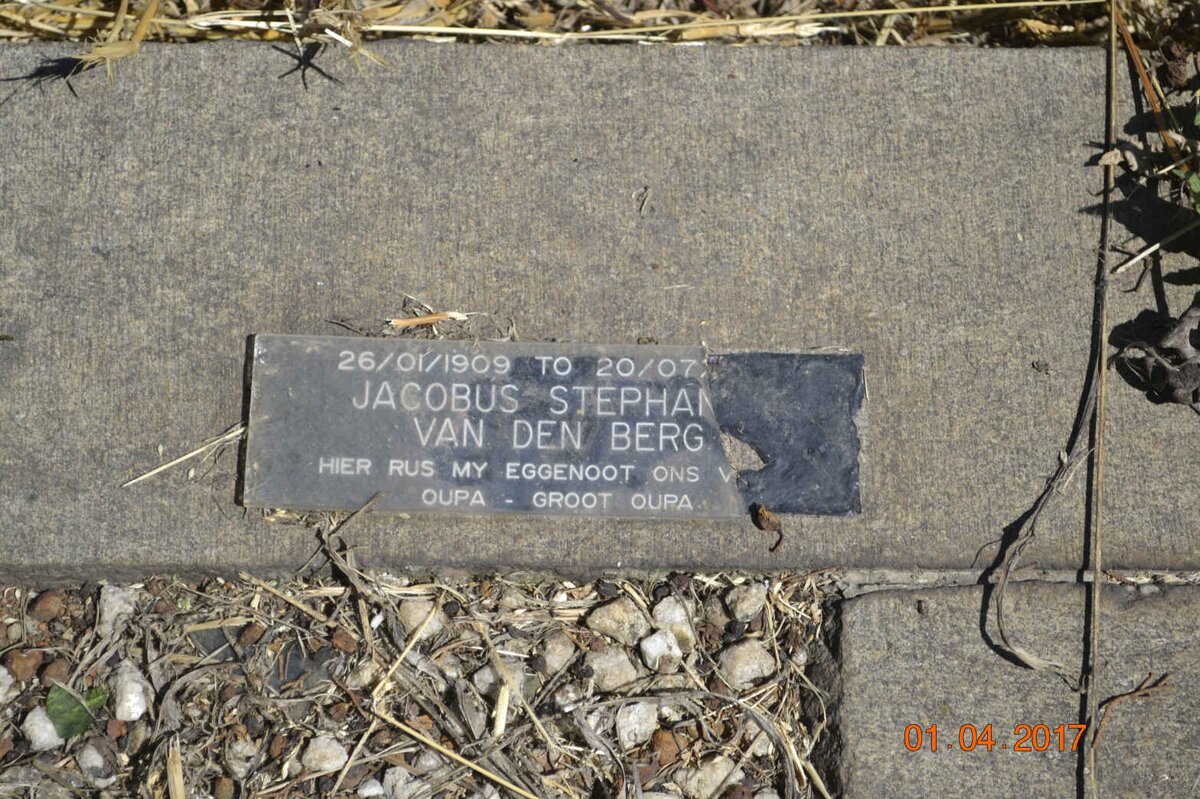 26/01/1909 TO 20/07
JACOBUS STEPHAN
VAN DEN BERG
HIER RUS MY EGGENOOT ONS V
OUPA - GROOT OUPA
01.04.2017